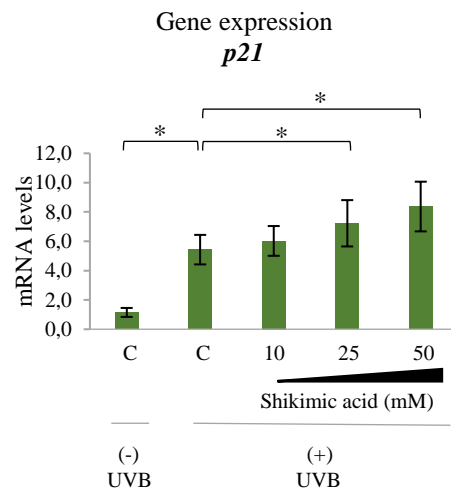 Gene expression
p21
*
* *
12,0
10,0
8,0
6,0
4,0
2,0
0,0
mRNA levels
C C 10 25 50
Shikimic acid (mM)
(-) (+)
UVB UVB